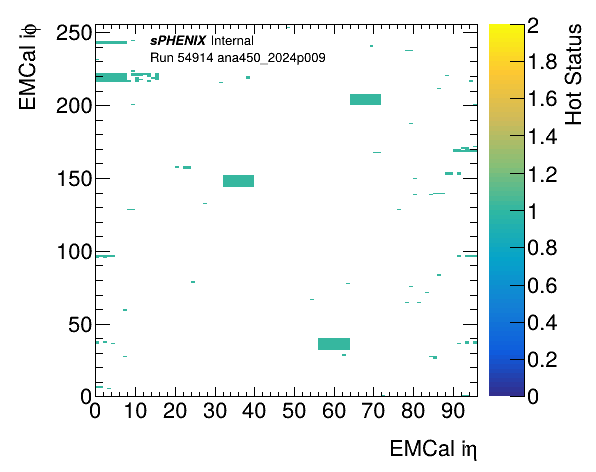 EMCal iϕ
250
200
150
100
50
0
sPHENIX Internal
Run 54914 ana450_2024p009
0 10 20 30 40 50 60 70 80 90
EMCal iη
2
1.8
1.6
1.4
1.2
1
0.8
0.6
0.4
0.2
0
Hot Status